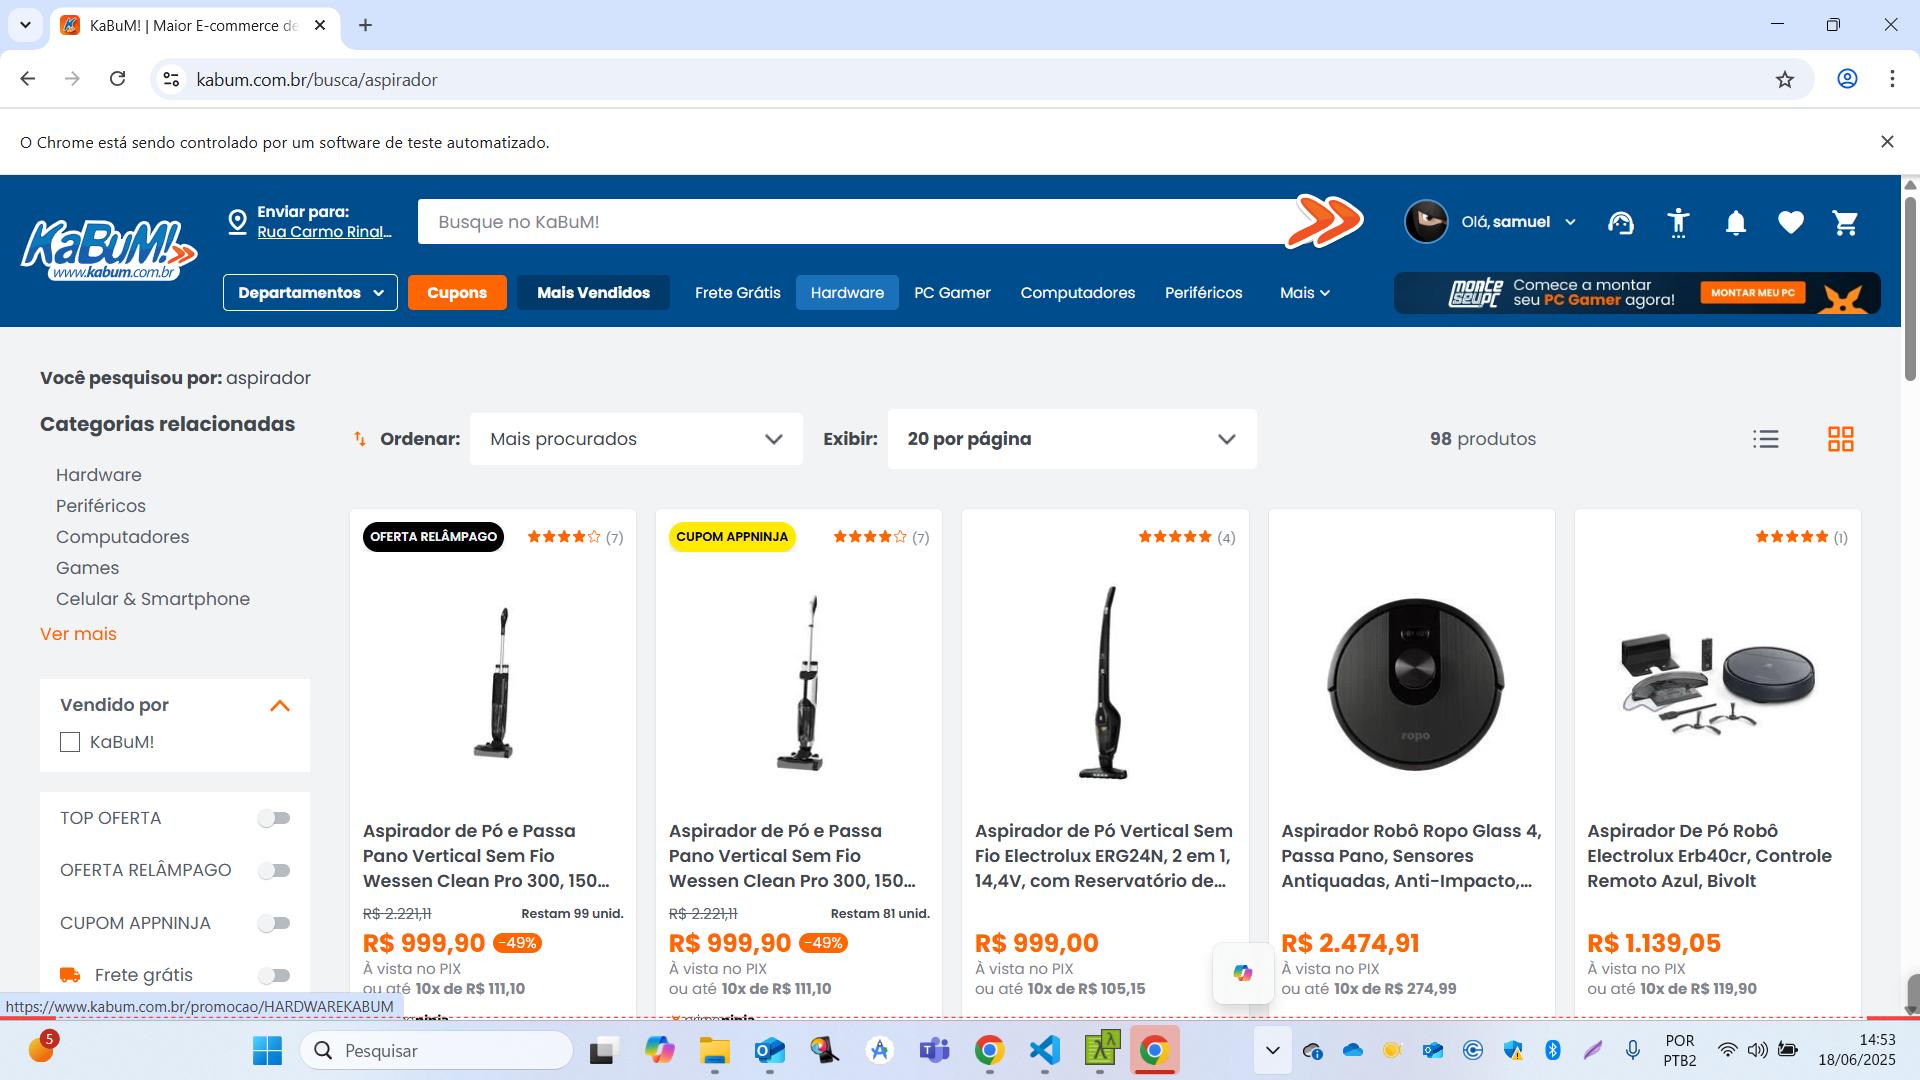 KaBuM! | Maior E-commerce de
kabum.com.br/busca/aspirador
O Chrome está sendo controlado por um software de teste automatizado.
KaBuM!
www.kabum.com.br
Enviar para:
Rua Carmo Rinal...
Busque no KaBuM!
Olá, samuel
Departamentos
Cupons
Mais Vendidos
Frete Grátis
Hardware
PC Gamer
Computadores
Periféricos
Mais
monte seu pc
Comece a montar
seu PC Gamer agora!
MONTAR MEU PC
Você pesquisou por: aspirador
Categorias relacionadas
Hardware
Periféricos
Computadores
Games
Celular & Smartphone
Ver mais
Vendido por
KaBuM!
TOP OFERTA
OFERTA RELÂMPAGO
CUPOM APPNINJA
Frete grátis
Ordenar:
Mais procurados
Exibir:
20 por página
98 produtos
OFERTA RELÂMPAGO
(7)
Aspirador de Pó e Passa
Pano Vertical Sem Fio
Wessen Clean Pro 300, 150...
R$ 2.221,11
Restam 99 unid.
R$ 999,90
-49%
À vista no PIX
ou até 10x de R$ 111,10
CUPOM APPNINJA
(7)
Aspirador de Pó e Passa
Pano Vertical Sem Fio
Wessen Clean Pro 300, 150...
R$ 2.221,11
Restam 81 unid.
R$ 999,90
-49%
À vista no PIX
ou até 10x de R$ 111,10
(4)
Aspirador de Pó Vertical Sem
Fio Electrolux ERG24N, 2 em 1,
14,4V, com Reservatório de...
R$ 999,00
À vista no PIX
ou até 10x de R$ 105,15
ropo
Aspirador Robô Ropo Glass 4,
Passa Pano, Sensores
Antiquadas, Anti-Impacto,...
R$ 2.474,91
À vista no PIX
ou até 10x de R$ 274,99
(1)
Aspirador De Pó Robô
Electrolux Erb40cr, Controle
Remoto Azul, Bivolt
R$ 1.139,05
À vista no PIX
ou até 10x de R$ 119,90
https://www.kabum.com.br/promocao/HARDWAREKABUM
5
Pesquisar
POR
PTB2
14:53
18/06/2025